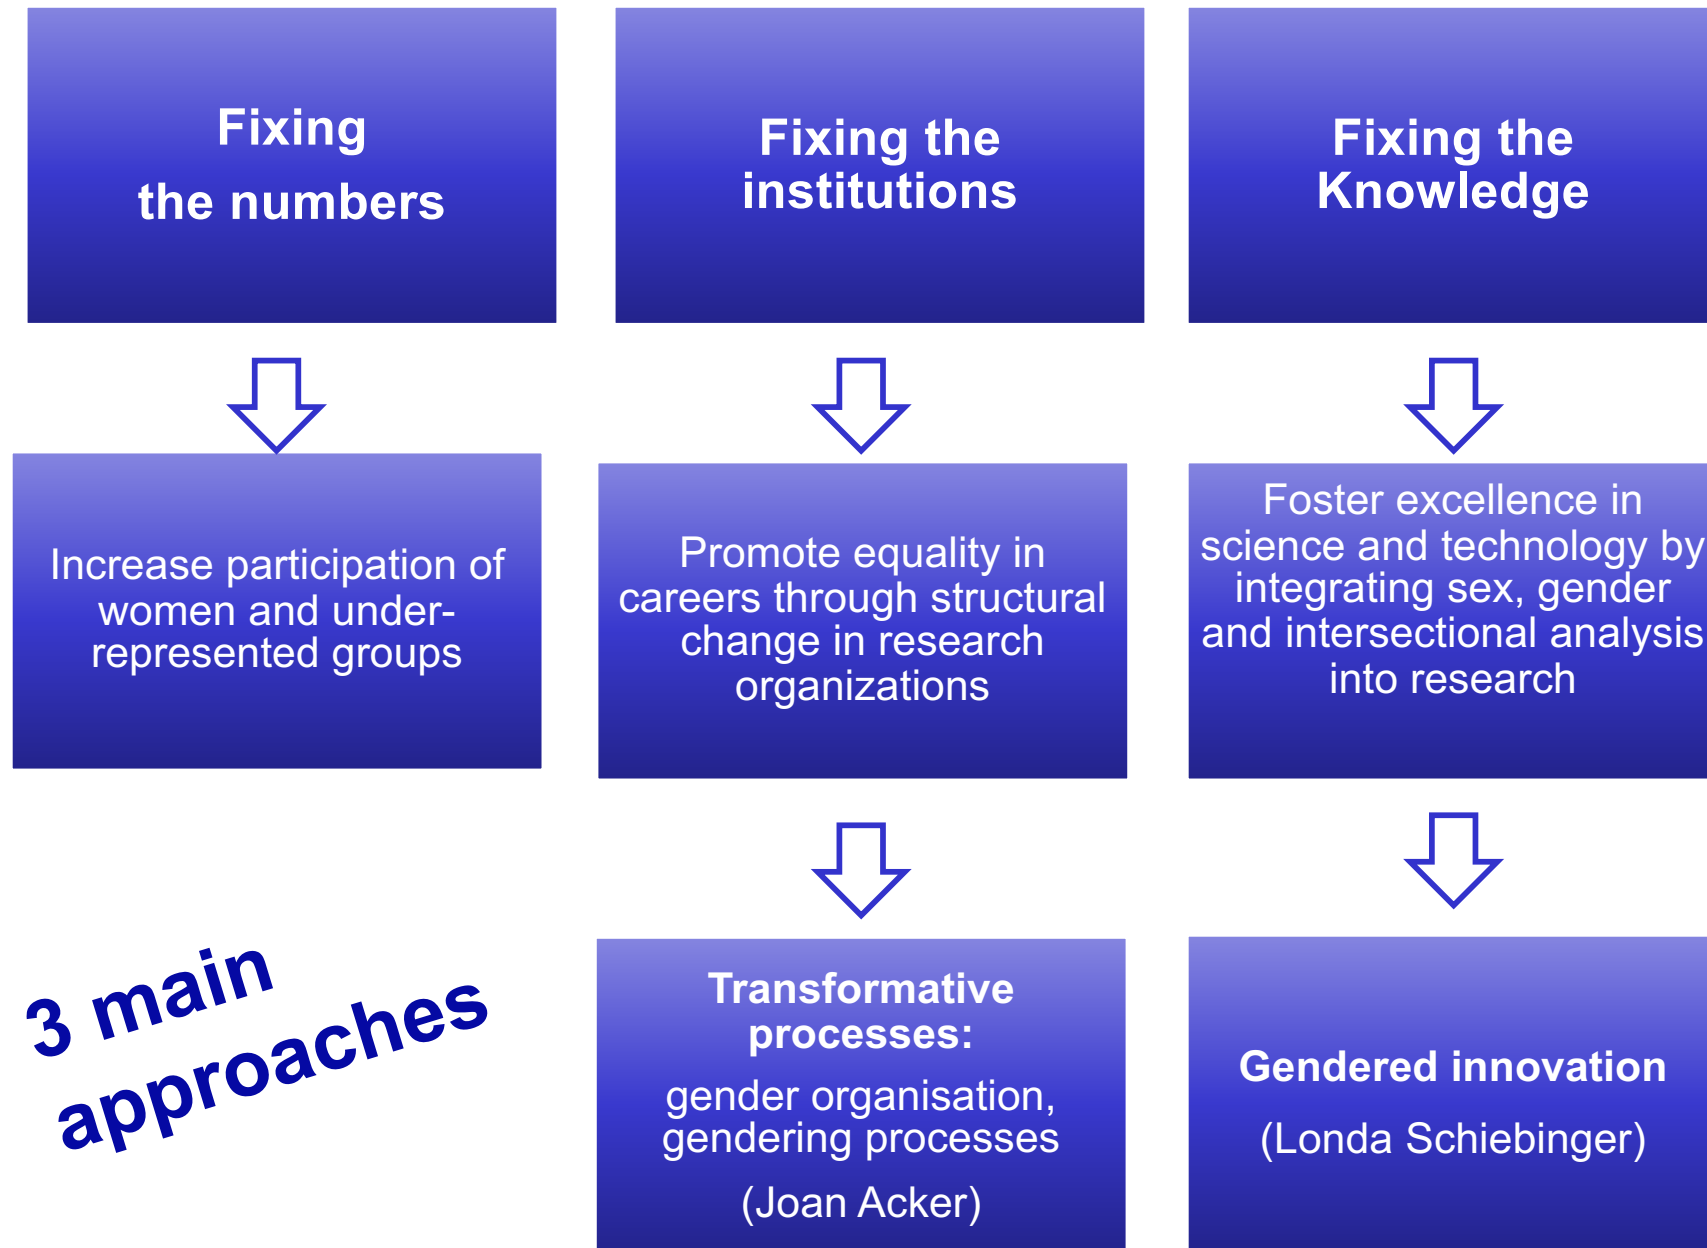 Fixing
the numbers
Fixing the
institutions
Fixing the
Knowledge
Increase participation of
women and under-
represented groups
Promote equality in
careers through structural
change in research
organizations
Foster excellence in
science and technology by
integrating sex, gender
and intersectional analysis
into research
3 main
approaches
Transformative
processes:
gender organisation,
gendering processes
(Joan Acker)
Gendered innovation
(Londa Schiebinger)